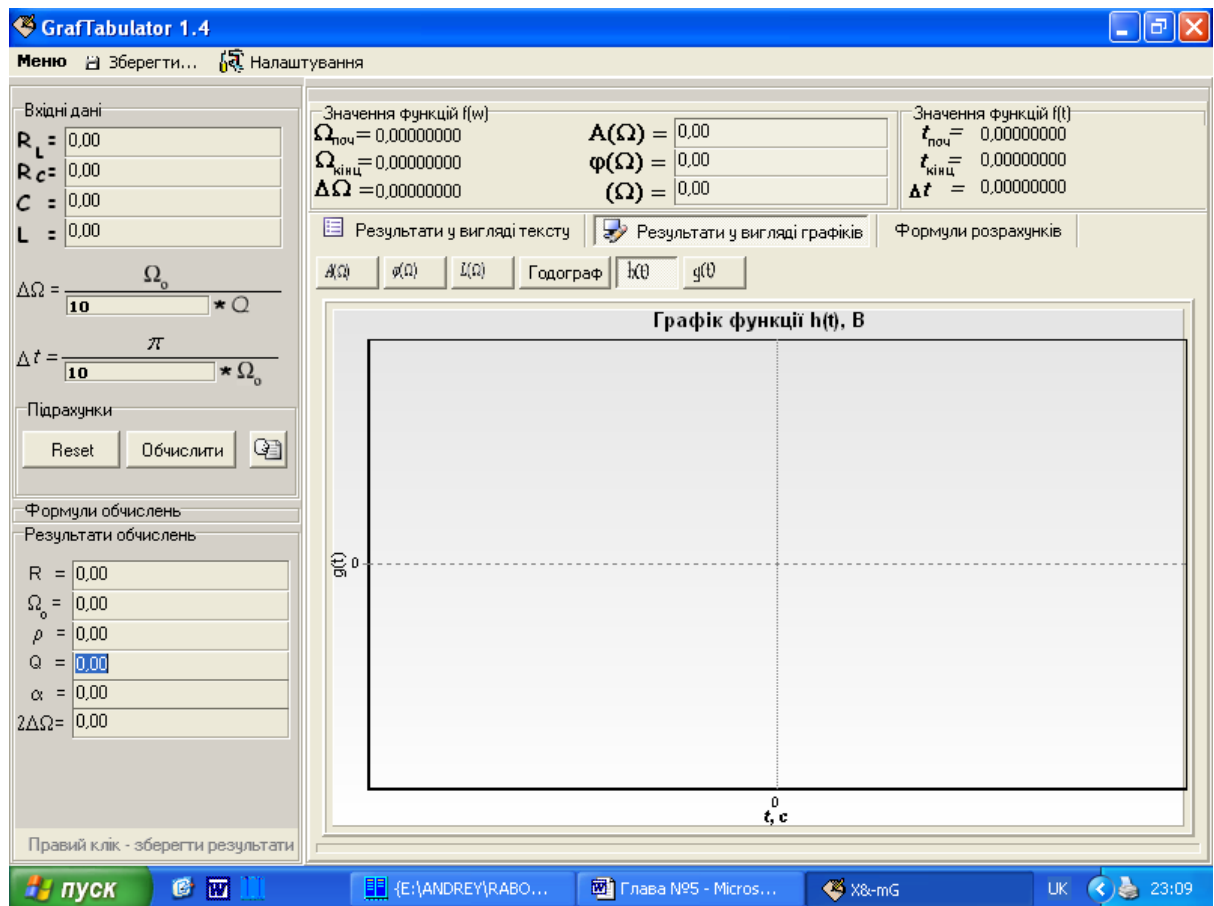 GrafTabulator 1.4
Меню Зберегти... Налаштування
Вхідні дані
R_L = 0,00
R_C = 0,00
C = 0,00
L = 0,00
ΔΩ = Ω₀
10 * Q
Δt = π
10 * Ω₀
Підрахунки
Reset Обчислити
Формули обчислень
Результати обчислень
R = 0,00
Ω₀ = 0,00
ρ = 0,00
Q = 0,00
α = 0,00
2ΔΩ= 0,00
Правий клік - зберегти результати
Значення функцій f(w)
Ωпоч= 0,00000000 A(Ω) = 0,00
Ωкінц=0,00000000 φ(Ω) = 0,00
ΔΩ =0,00000000 (Ω) = 0,00
Значення функцій f(t)
tпоч= 0,00000000
tкінц= 0,00000000
Δt = 0,00000000
Результати у вигляді тексту Результати у вигляді графіків Формули розрахунків
A(Ω) φ(Ω) L(Ω) Годограф h(t) g(t)
Графік функції h(t), В
g(t) 0
0
t, c
пуск {E:\ANDREY\RABO... Глава №5 - Micros... X&-mG UK 23:09